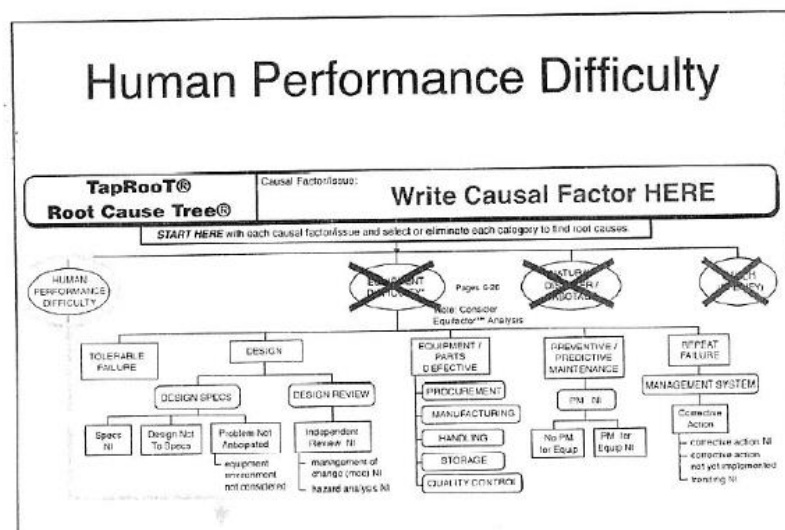 Human Performance Difficulty
TapRooT®
Root Cause Tree®
Causal Factor/Issue:
Write Causal Factor HERE
START HERE with each causal factor/issue and select or eliminate each category to find root causes.
HUMAN
PERFORMANCE
DIFFICULTY
Pages 6-26
Note: Consider
Equifactor™ Analysis
TOLERABLE
FAILURE
DESIGN
EQUIPMENT /
PARTS
DEFECTIVE
PREVENTIVE /
PREDICTIVE
MAINTENANCE
REPEAT
FAILURE
DESIGN SPECS
DESIGN REVIEW
PROCUREMENT
MANUFACTURING
HANDLING
STORAGE
QUALITY CONTROL
PM NI
MANAGEMENT SYSTEM
Specs
NI
Design Not
To Specs
Problem Not
Anticipated
equipment
environment
not considered
Independent
Review NI
management of
change (moc) NI
hazard analysis NI
No PM
for Equip
PM for
Equip NI
Corrective
Action
corrective action NI
corrective action
not yet implemented
trending NI